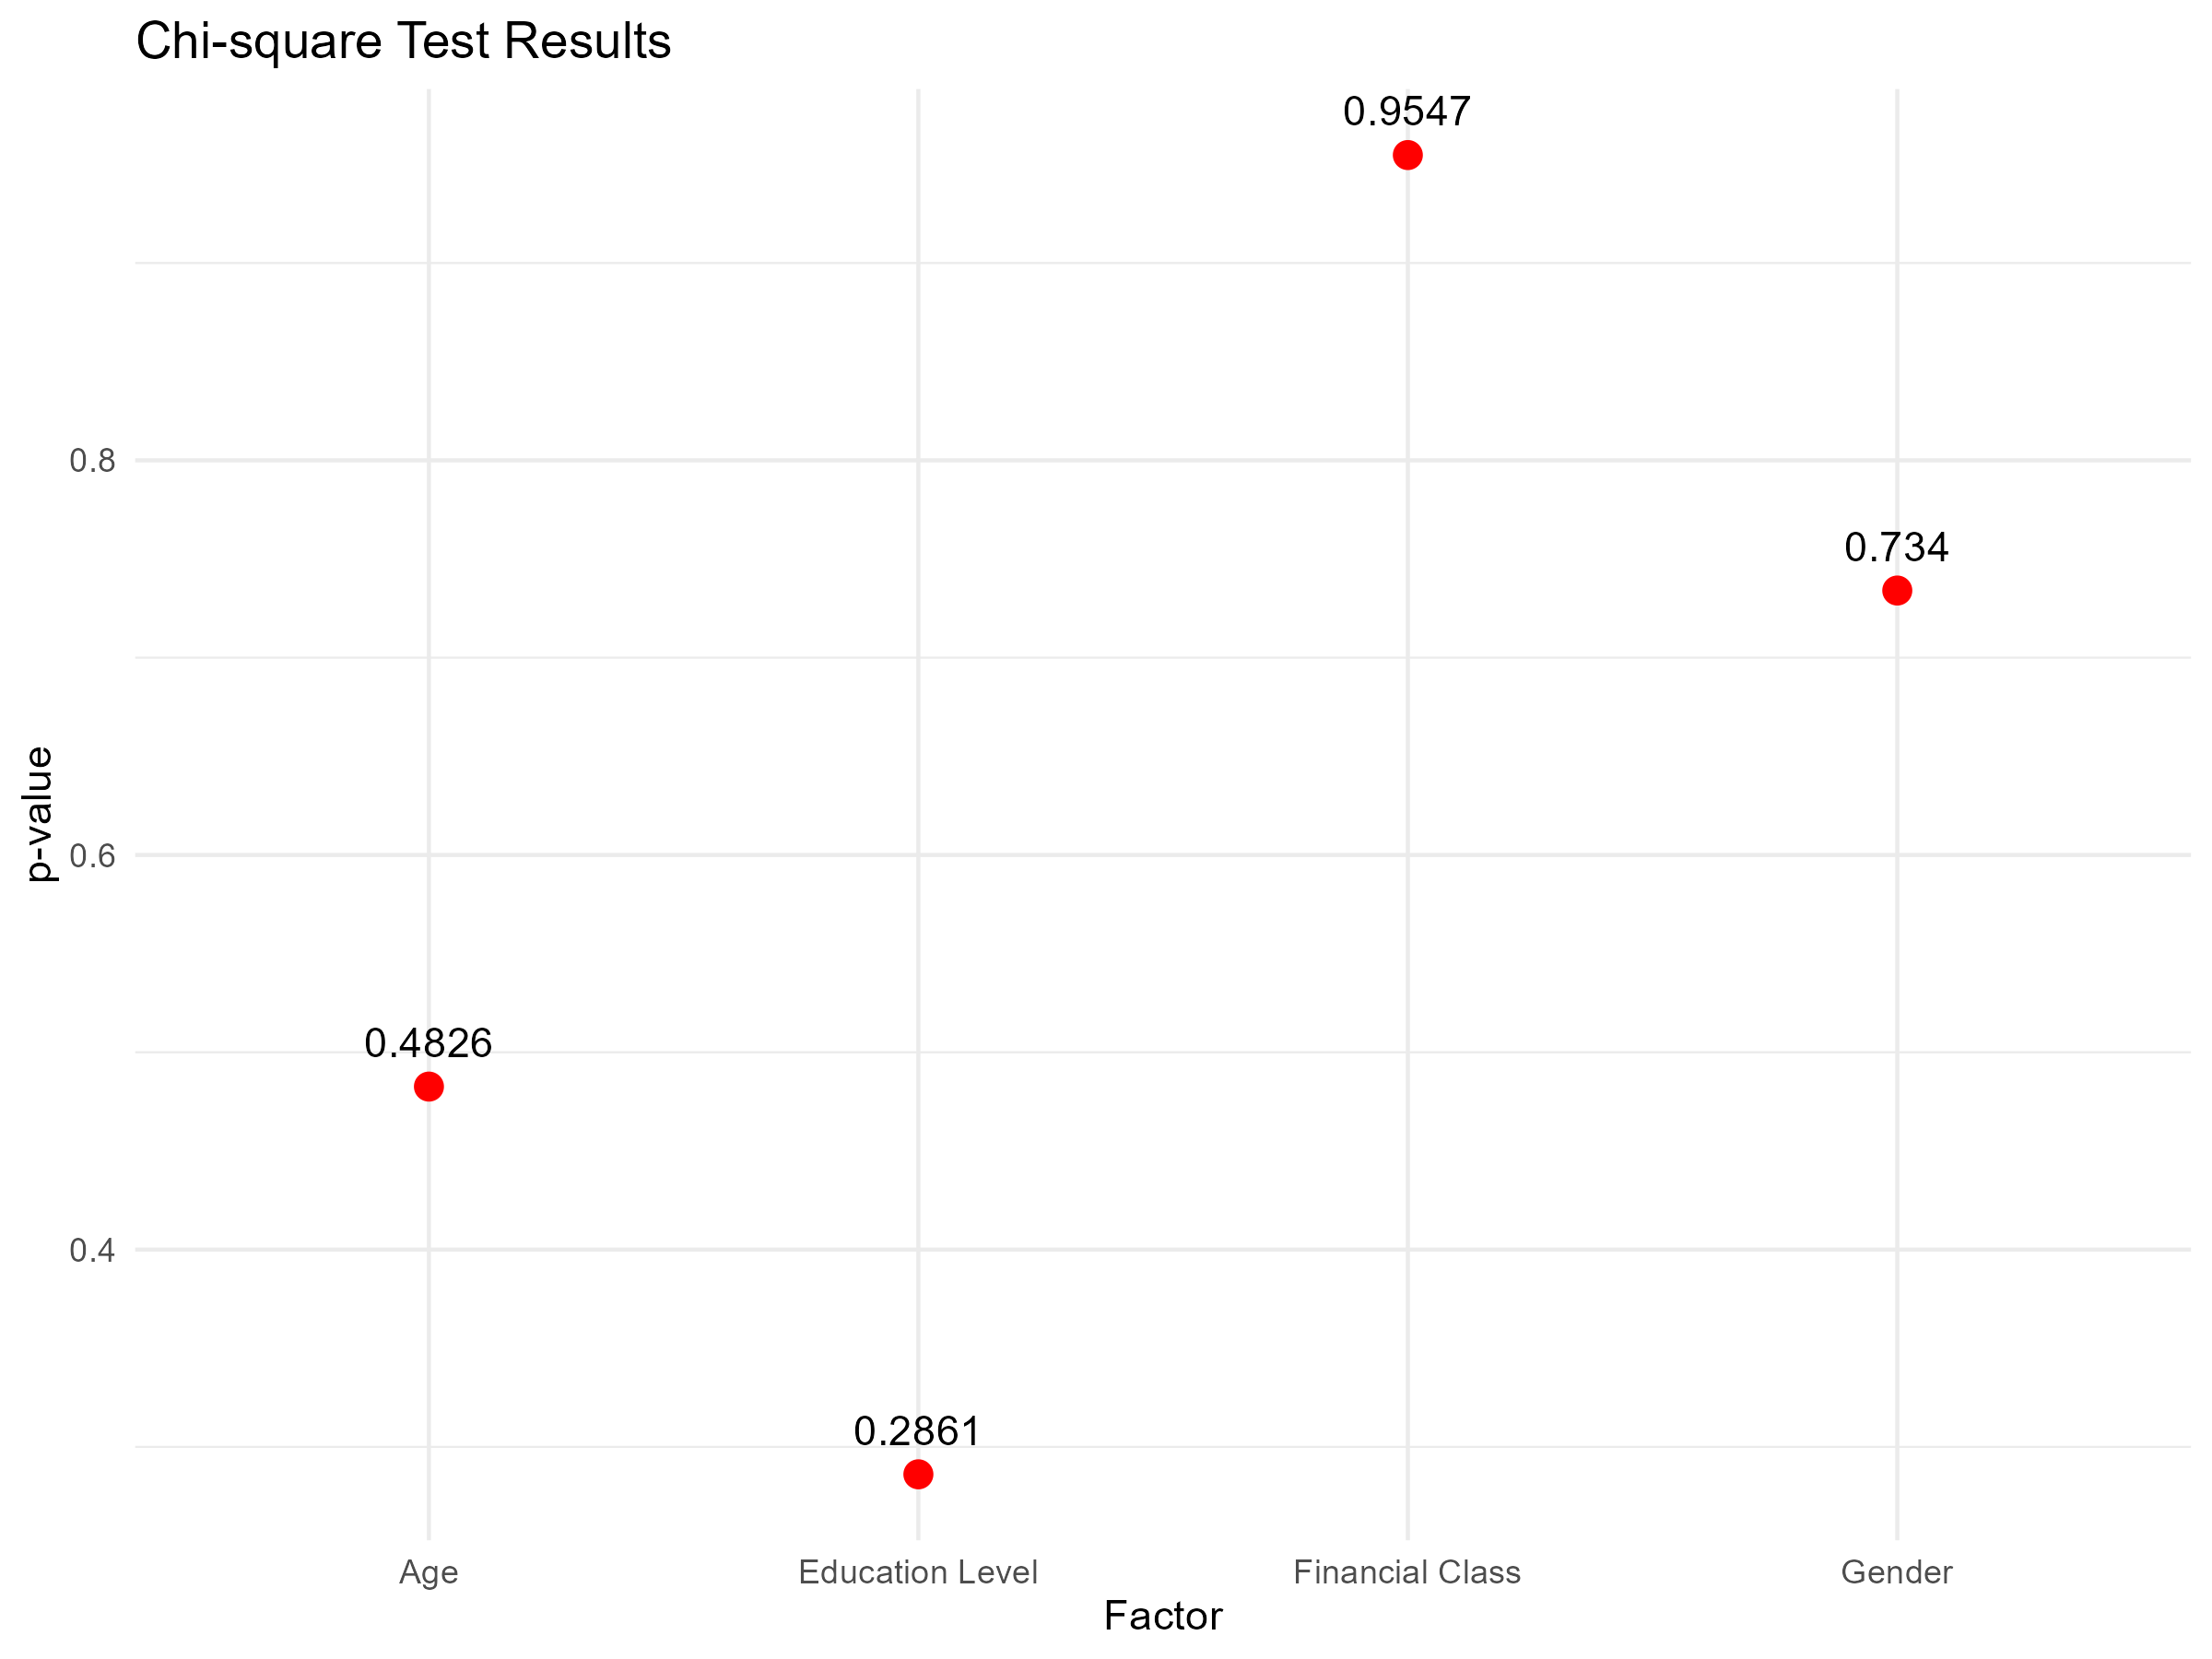 Chi-square Test Results
0.9547
0.8
0.734
p-value
0.6
0.4826
0.4
0.2861
Age
Education Level
Financial Class
Gender
Factor